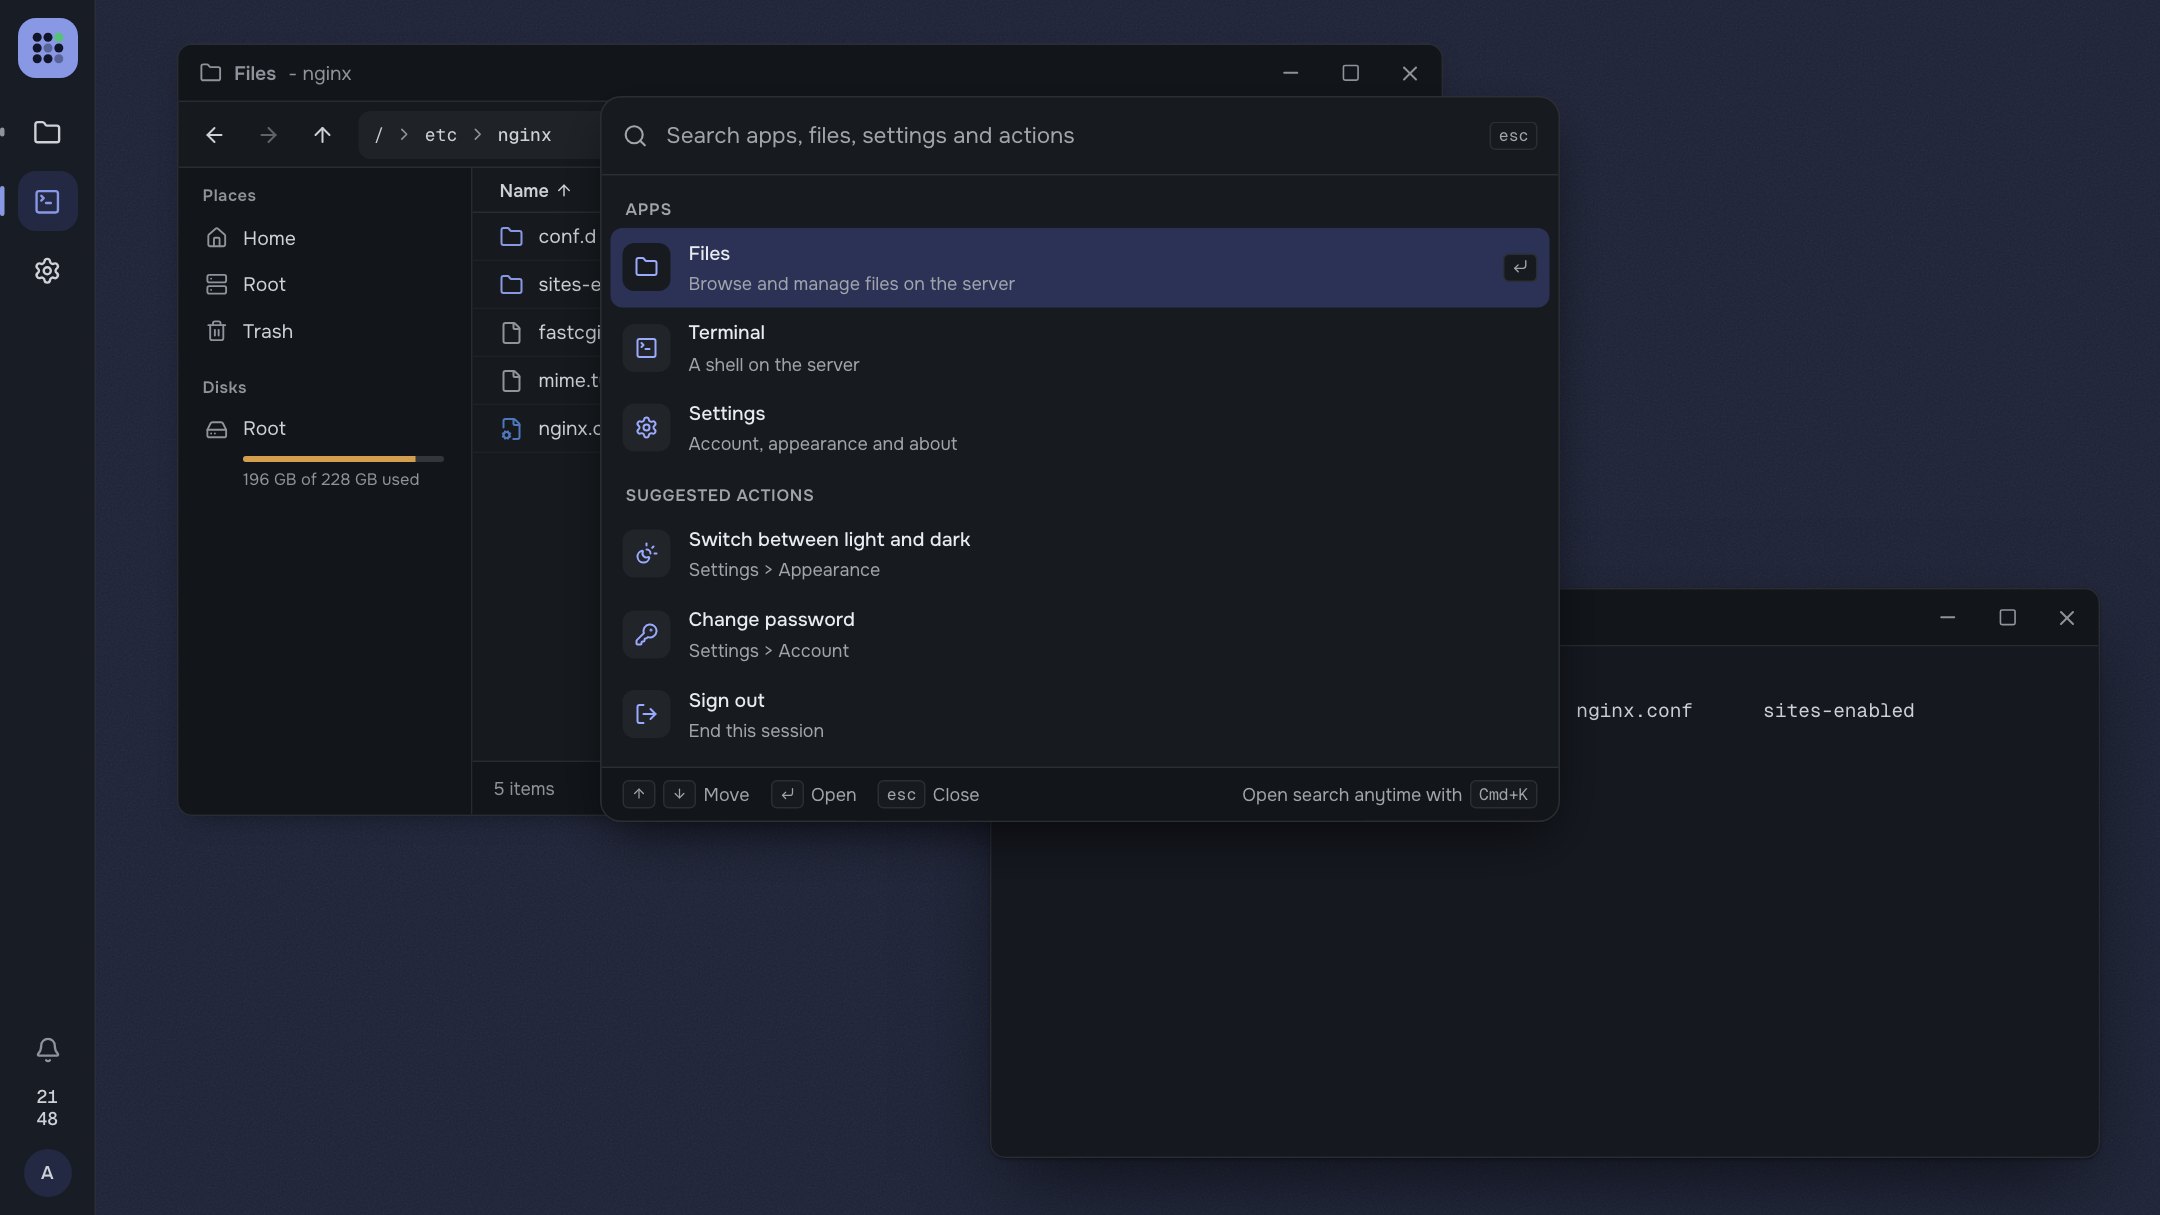 Files - nginx
/ > etc > nginx
Search apps, files, settings and actions
esc
Places
Home
Root
Trash
Disks
Root
196 GB of 228 GB used
Name
conf.d
sites-e
fastcgi
mime.t
nginx.c
5 items
APPS
Files
Browse and manage files on the server
Terminal
A shell on the server
Settings
Account, appearance and about
SUGGESTED ACTIONS
Switch between light and dark
Settings > Appearance
Change password
Settings > Account
Sign out
End this session
Move Open esc Close Open search anytime with Cmd+K
nginx.conf sites-enabled
21
48
A